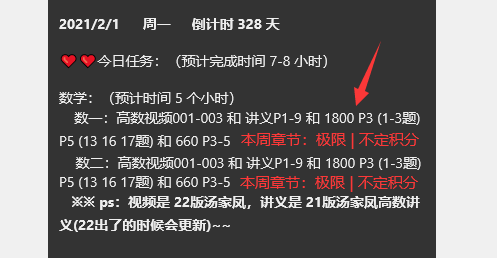 2021/2/1 周一 倒计时 328 天
今日任务：（预计完成时间 7-8 小时）
数学：（预计时间 5 个小时）
数一：高数视频001-003 和 讲义P1-9 和 1800 P3 (1-3题)
P5 (13 16 17题) 和 660 P3-5 本周章节：极限 | 不定积分
数二：高数视频001-003 和 讲义P1-9 和 1800 P3 (1-3题)
P5 (13 16 17题) 和 660 P3-5 本周章节：极限 | 不定积分
※※ ps：视频是 22版汤家凤，讲义是 21版汤家凤高数讲
义(22出了的时候会更新)~~